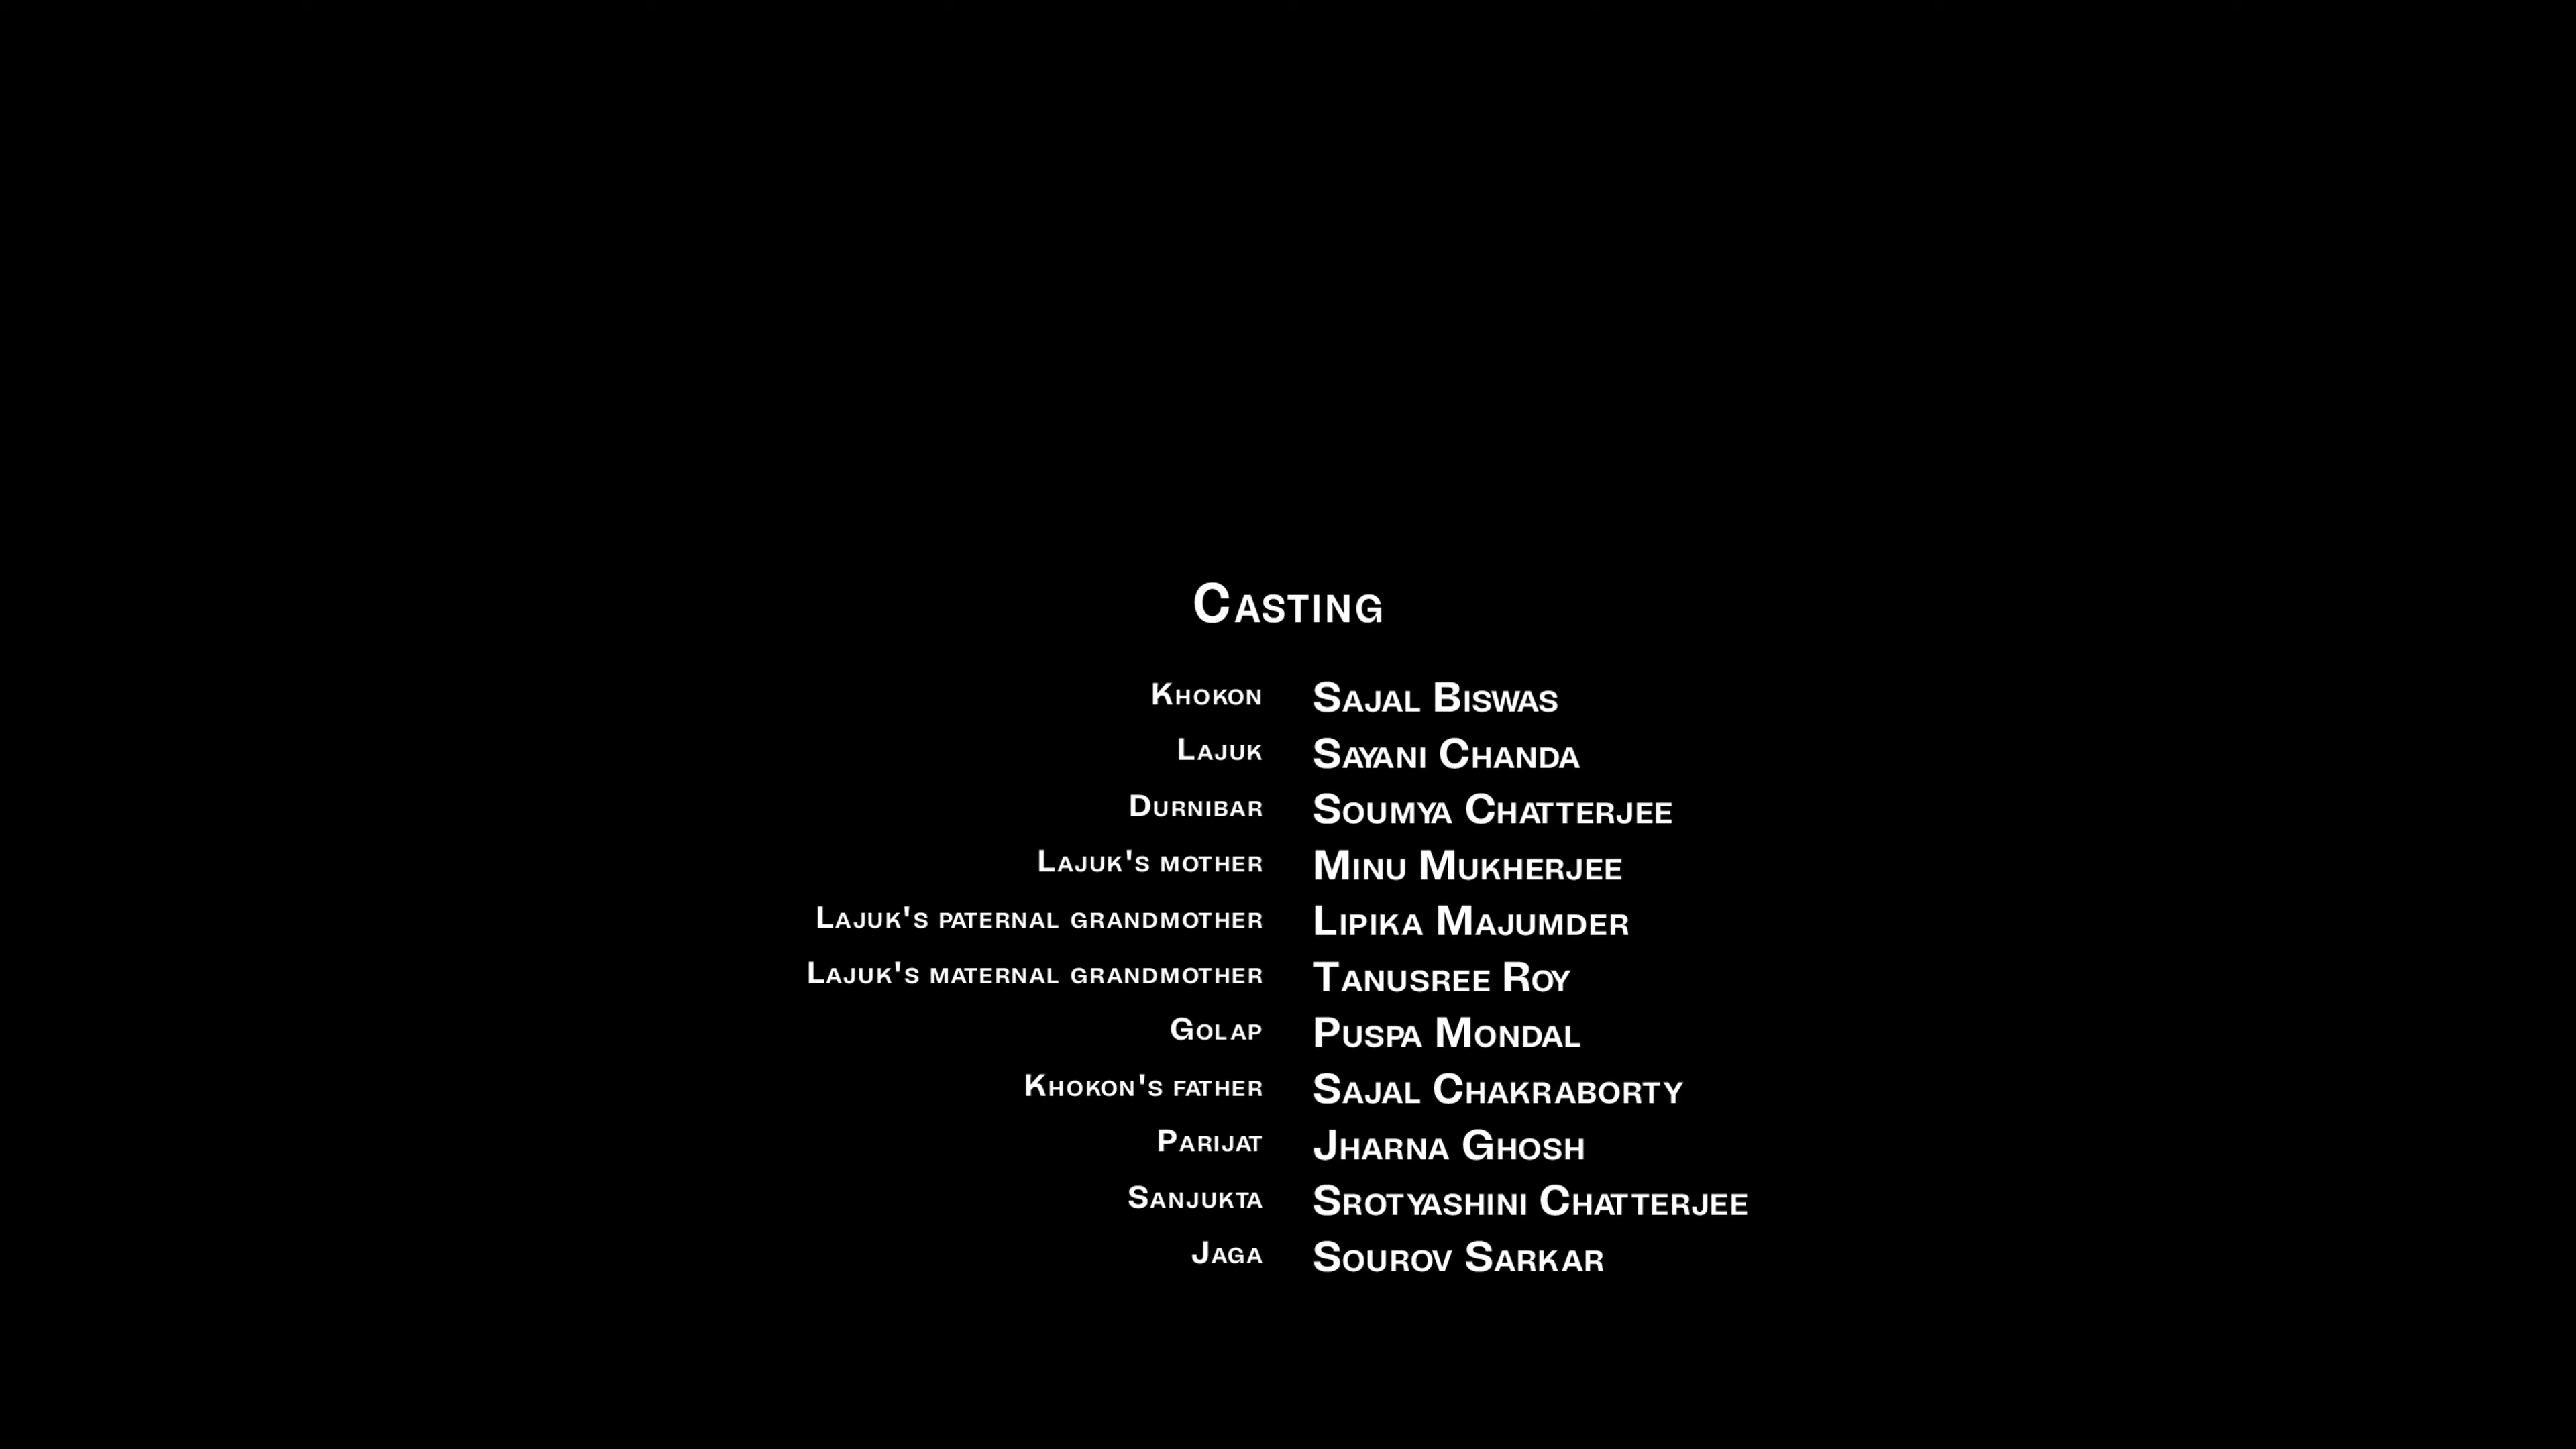 Casting
Khokon Sajal Biswas
Lajuk Sayani Chanda
Durnibar Soumya Chatterjee
Lajuk's mother Minu Mukherjee
Lajuk's paternal grandmother Lipika Majumder
Lajuk's maternal grandmother Tanusree Roy
Golap Puspa Mondal
Khokon's father Sajal Chakraborty
Parijat Jharna Ghosh
Sanjukta Srotyashini Chatterjee
Jaga Sourov Sarkar